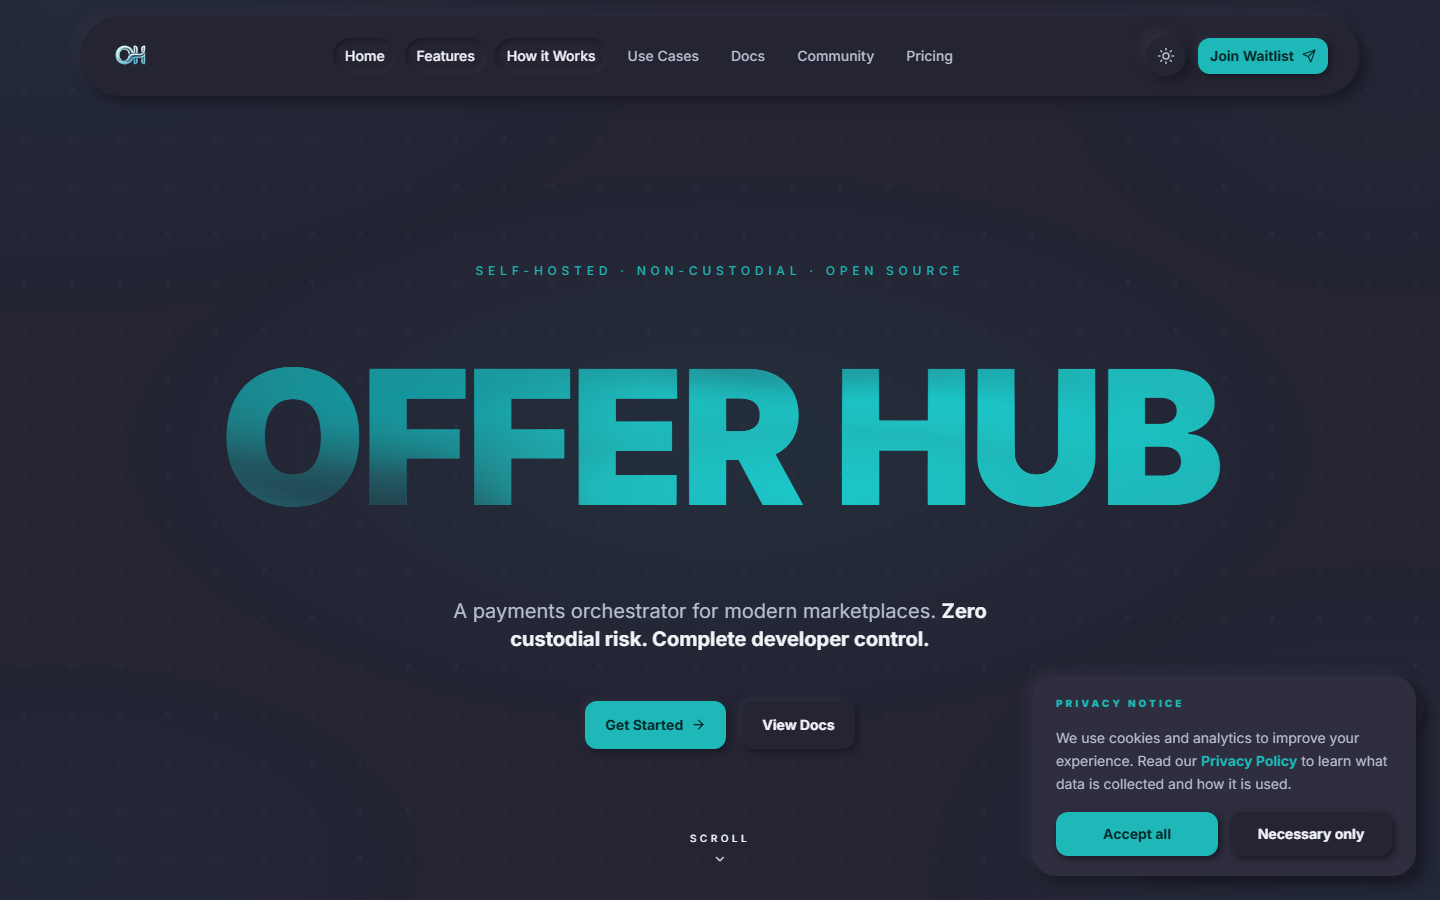 OH
Home
Features
How it Works
Use Cases
Docs
Community
Pricing
Join Waitlist
SELF-HOSTED · NON-CUSTODIAL · OPEN SOURCE
OFFER HUB
A payments orchestrator for modern marketplaces. Zero
custodial risk. Complete developer control.
Get Started
View Docs
SCROLL
PRIVACY NOTICE
We use cookies and analytics to improve your
experience. Read our Privacy Policy to learn what
data is collected and how it is used.
Accept all
Necessary only